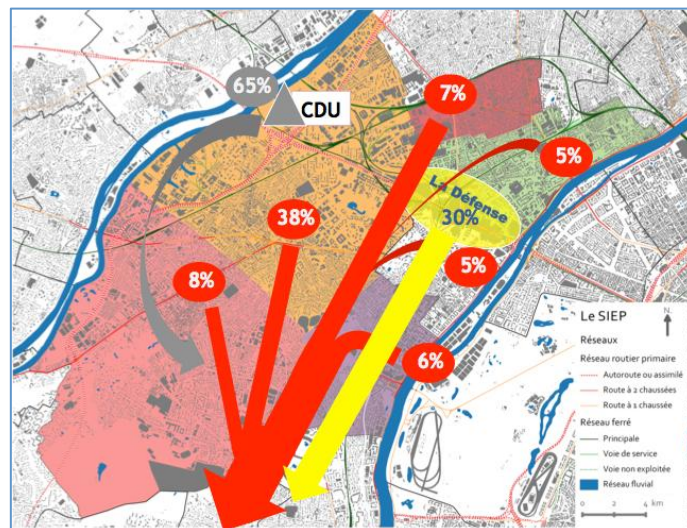 65%
CDU
7%
5%
La Défense
30%
38%
5%
8%
6%
Le SIEP
N
Réseaux
Réseau routier primaire
Autoroute ou assimilé
Route à 2 chaussées
Route à 1 chaussée
Réseau ferré
Principale
Voie de service
Voie non exploitée
Réseau fluvial
0 2 4 km